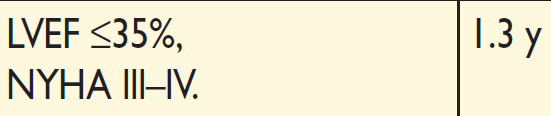 LVEF ≤35%,
NYHA III–IV.
1.3 y